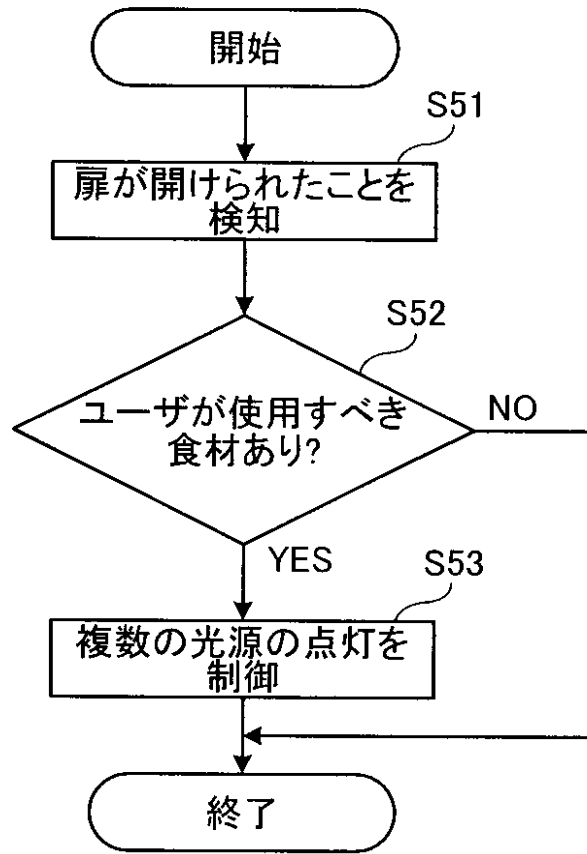 開始
S51
扉が開けられたことを
検知
S52
ユーザが使用すべき
食材あり?
NO
YES
S53
複数の光源の点灯を
制御
終了